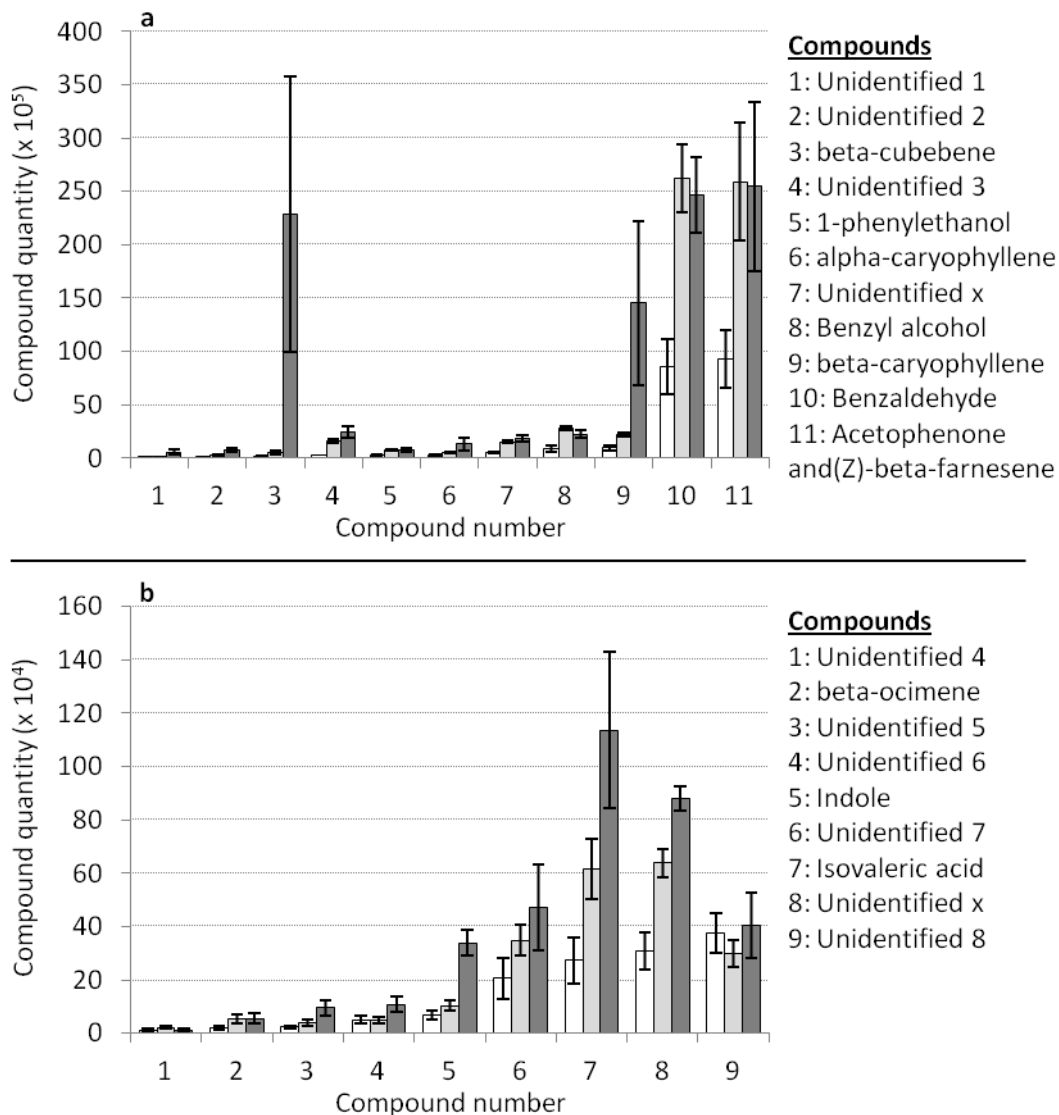 a
400
350
300
250
200
150
100
50
0
Compound quantity (x 10⁵)
1 2 3 4 5 6 7 8 9 10 11
Compound number
Compounds
1: Unidentified 1
2: Unidentified 2
3: beta-cubebene
4: Unidentified 3
5: 1-phenylethanol
6: alpha-caryophyllene
7: Unidentified x
8: Benzyl alcohol
9: beta-caryophyllene
10: Benzaldehyde
11: Acetophenone
and(Z)-beta-farnesene
b
160
140
120
100
80
60
40
20
0
Compound quantity (x 10⁴)
1 2 3 4 5 6 7 8 9
Compound number
Compounds
1: Unidentified 4
2: beta-ocimene
3: Unidentified 5
4: Unidentified 6
5: Indole
6: Unidentified 7
7: Isovaleric acid
8: Unidentified x
9: Unidentified 8